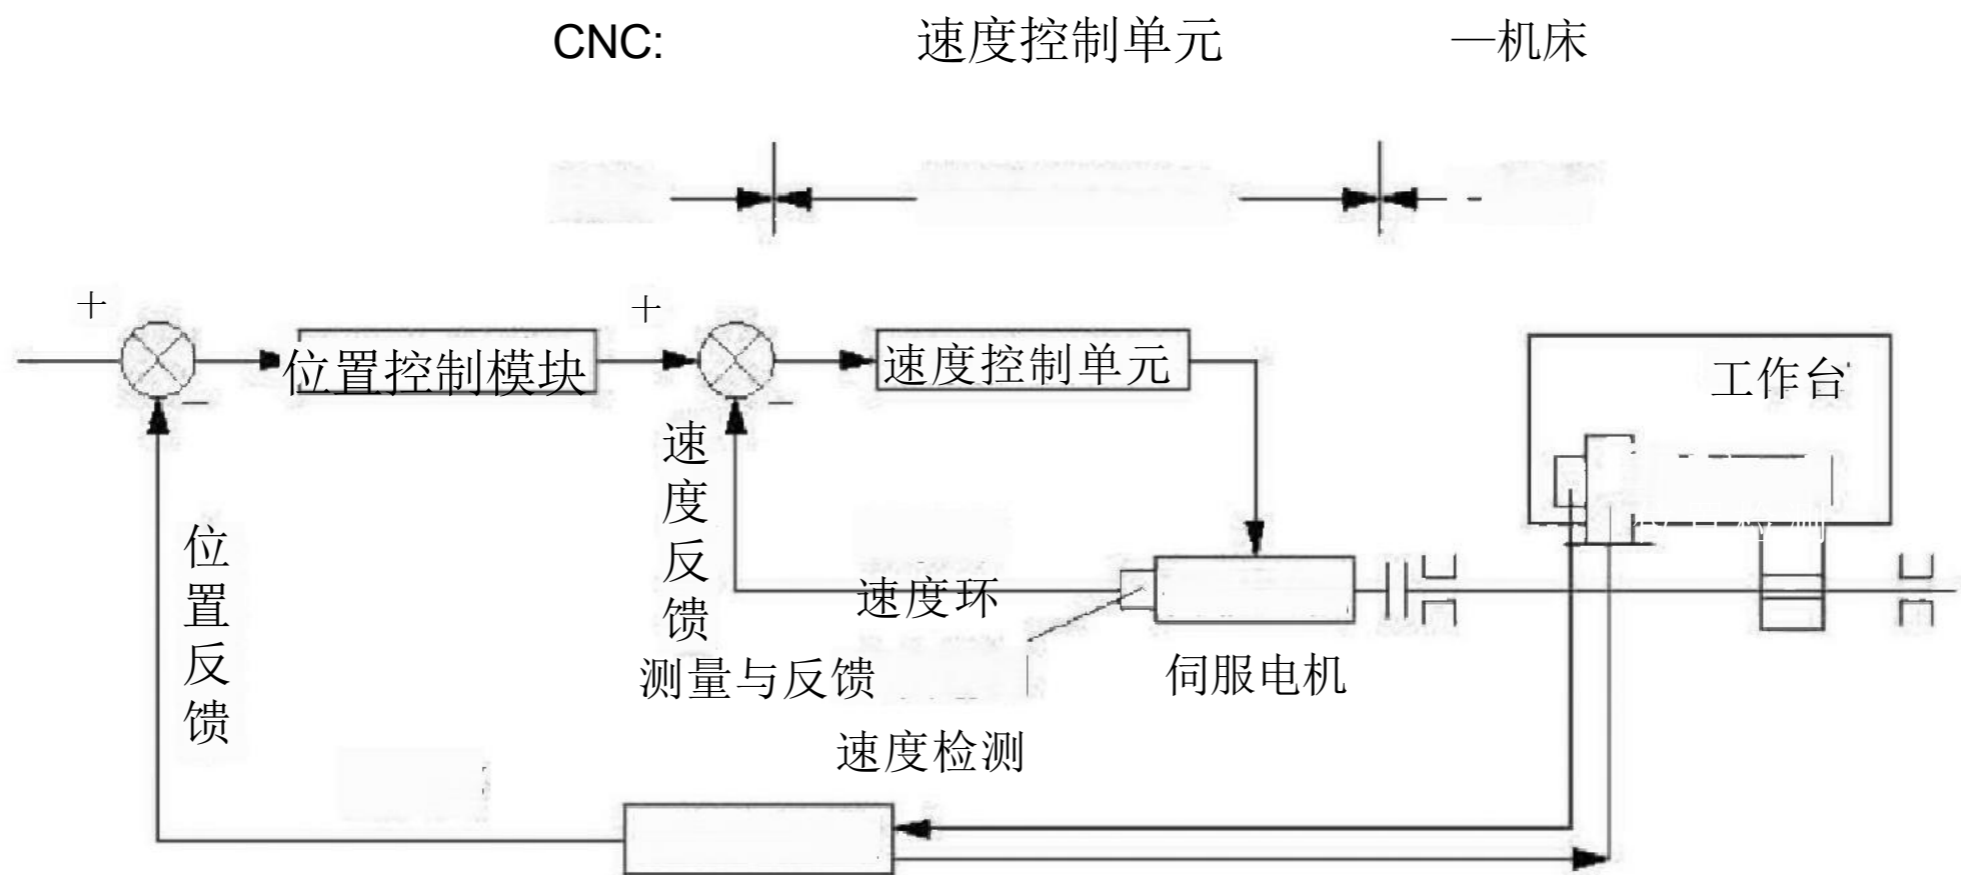 CNC: 速度控制单元 —机床
+
+
位置控制模块
速度控制单元
工作台
速度反馈
位置反馈
速度环
测量与反馈
伺服电机
速度检测